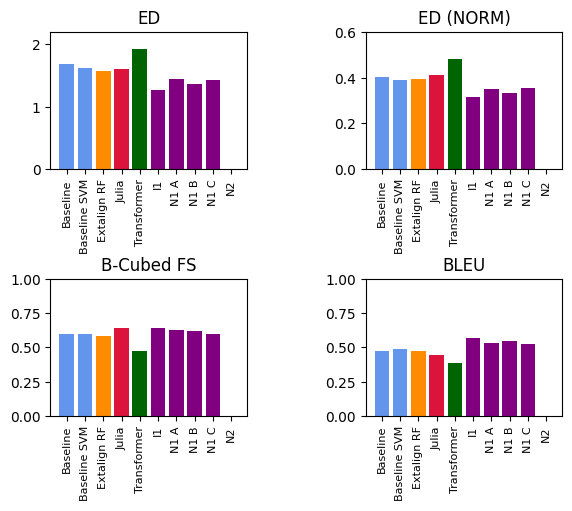 ED
2
1
0
Baseline
Baseline SVM
Extalign RF
Julia
Transformer
I1
N1 A
N1 B
N1 C
N2
ED (NORM)
0.6
0.4
0.2
0.0
Baseline
Baseline SVM
Extalign RF
Julia
Transformer
I1
N1 A
N1 B
N1 C
N2
B-Cubed FS
1.00
0.75
0.50
0.25
0.00
Baseline
Baseline SVM
Extalign RF
Julia
Transformer
I1
N1 A
N1 B
N1 C
N2
BLEU
1.00
0.75
0.50
0.25
0.00
Baseline
Baseline SVM
Extalign RF
Julia
Transformer
I1
N1 A
N1 B
N1 C
N2